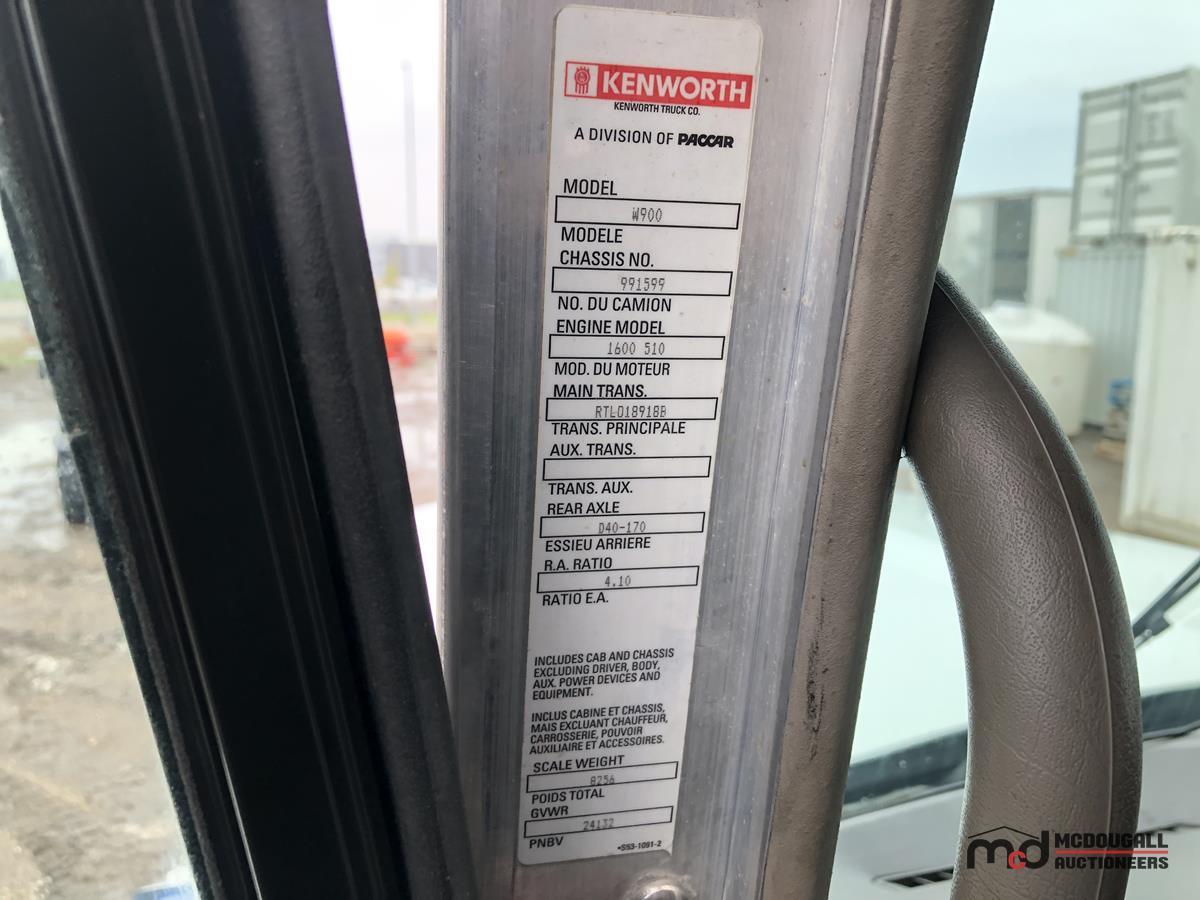 KENWORTH
KENWORTH TRUCK CO.
A DIVISION OF PACCAR
MODEL
W900
MODELE
CHASSIS NO.
991599
NO. DU CAMION
ENGINE MODEL
1600 510
MOD. DU MOTEUR
MAIN TRANS.
RTLO18918B
TRANS. PRINCIPALE
AUX. TRANS.
TRANS. AUX.
REAR AXLE
D40-170
ESSIEU ARRIERE
R.A. RATIO
4.10
RATIO E.A.
INCLUDES CAB AND CHASSIS
EXCLUDING DRIVER, BODY,
AUX. POWER DEVICES AND
EQUIPMENT.
INCLUS CABINE ET CHASSIS,
MAIS EXCLUANT CHAUFFEUR,
CARROSSERIE, POUVOIR
AUXILIAIRE ET ACCESSOIRES.
SCALE WEIGHT
8256
POIDS TOTAL
GVWR
24132
PNBV
•S53-1091-2
mcd MCDOUGALL
AUCTIONEERS